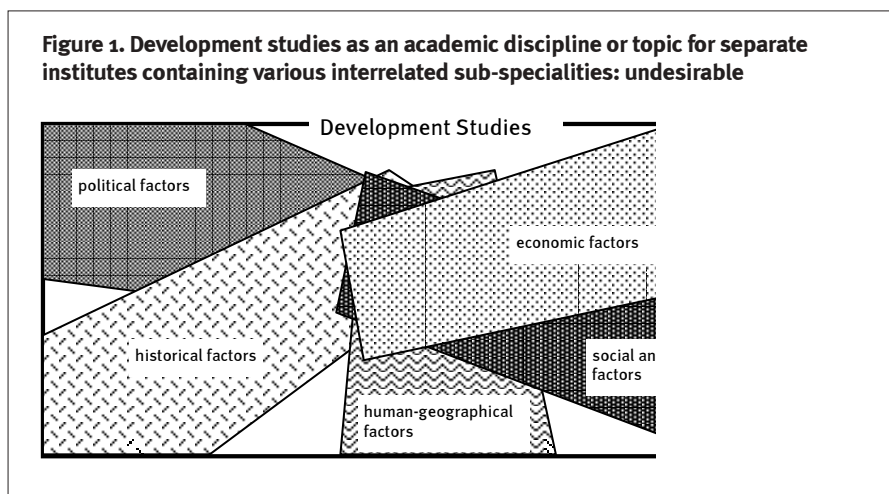 Figure 1. Development studies as an academic discipline or topic for separate
institutes containing various interrelated sub-specialities: undesirable
Development Studies
political factors
economic factors
historical factors
social an
factors
human-geographical
factors